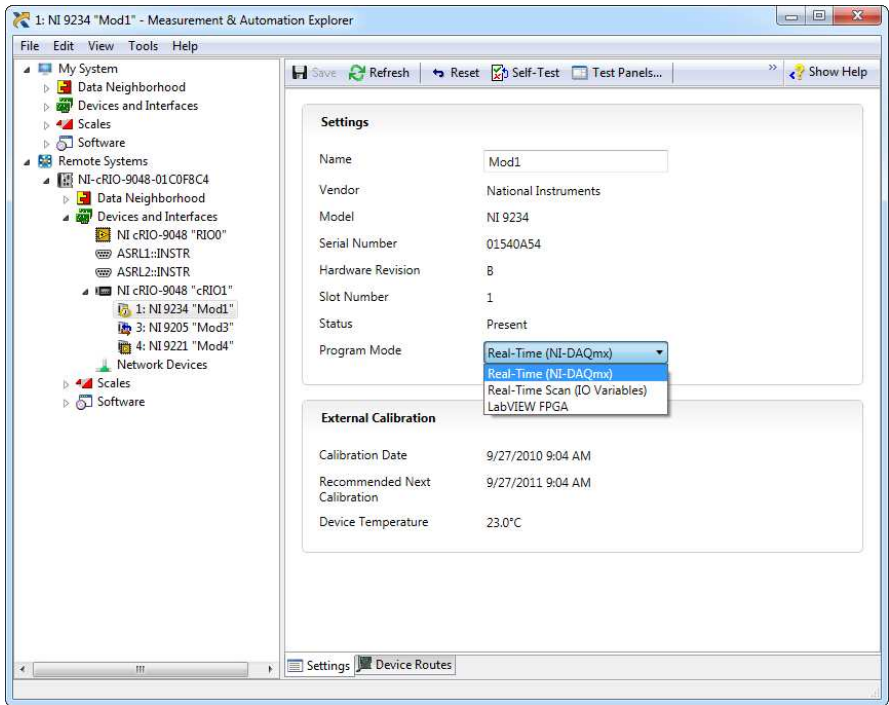 1: NI 9234 "Mod1" - Measurement & Automation Explorer
File Edit View Tools Help
My System
Data Neighborhood
Devices and Interfaces
Scales
Software
Remote Systems
NI-cRIO-9048-01C0F8C4
Data Neighborhood
Devices and Interfaces
NI cRIO-9048 "RIO0"
ASRL1::INSTR
ASRL2::INSTR
NI cRIO-9048 "cRIO1"
1: NI 9234 "Mod1"
3: NI 9205 "Mod3"
4: NI 9221 "Mod4"
Network Devices
Scales
Software
Save Refresh Reset Self-Test Test Panels... » Show Help
Settings
Name Mod1
Vendor National Instruments
Model NI 9234
Serial Number 01540A54
Hardware Revision B
Slot Number 1
Status Present
Program Mode Real-Time (NI-DAQmx)
Real-Time (NI-DAQmx)
Real-Time Scan (IO Variables)
LabVIEW FPGA
External Calibration
Calibration Date 9/27/2010 9:04 AM
Recommended Next 9/27/2011 9:04 AM
Calibration
Device Temperature 23.0°C
Settings Device Routes